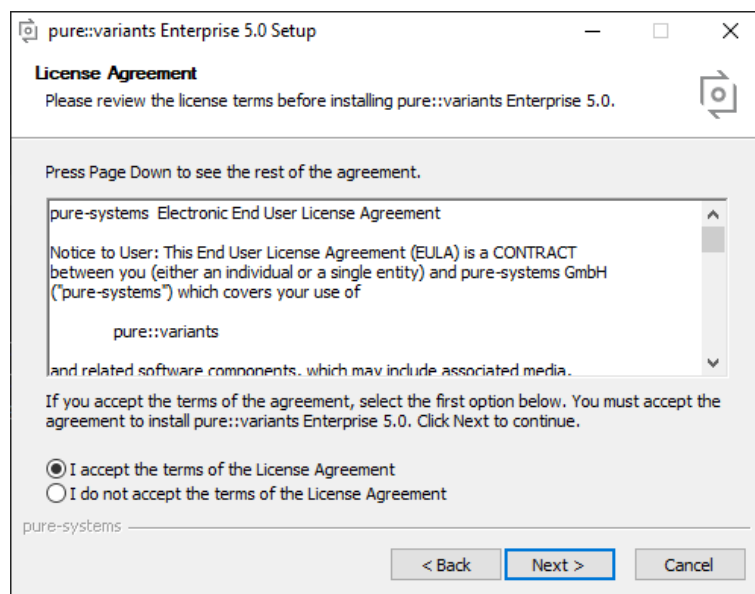 pure::variants Enterprise 5.0 Setup
License Agreement
Please review the license terms before installing pure::variants Enterprise 5.0.
Press Page Down to see the rest of the agreement.
pure-systems Electronic End User License Agreement
Notice to User: This End User License Agreement (EULA) is a CONTRACT
between you (either an individual or a single entity) and pure-systems GmbH
("pure-systems") which covers your use of
pure::variants
and related software components, which may include associated media,
If you accept the terms of the agreement, select the first option below. You must accept the
agreement to install pure::variants Enterprise 5.0. Click Next to continue.
I accept the terms of the License Agreement
I do not accept the terms of the License Agreement
pure-systems
< Back Next > Cancel